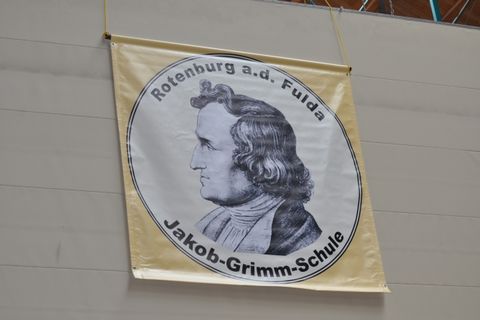 Rotenburg a.d. Fulda
Jakob-Grimm-Schule